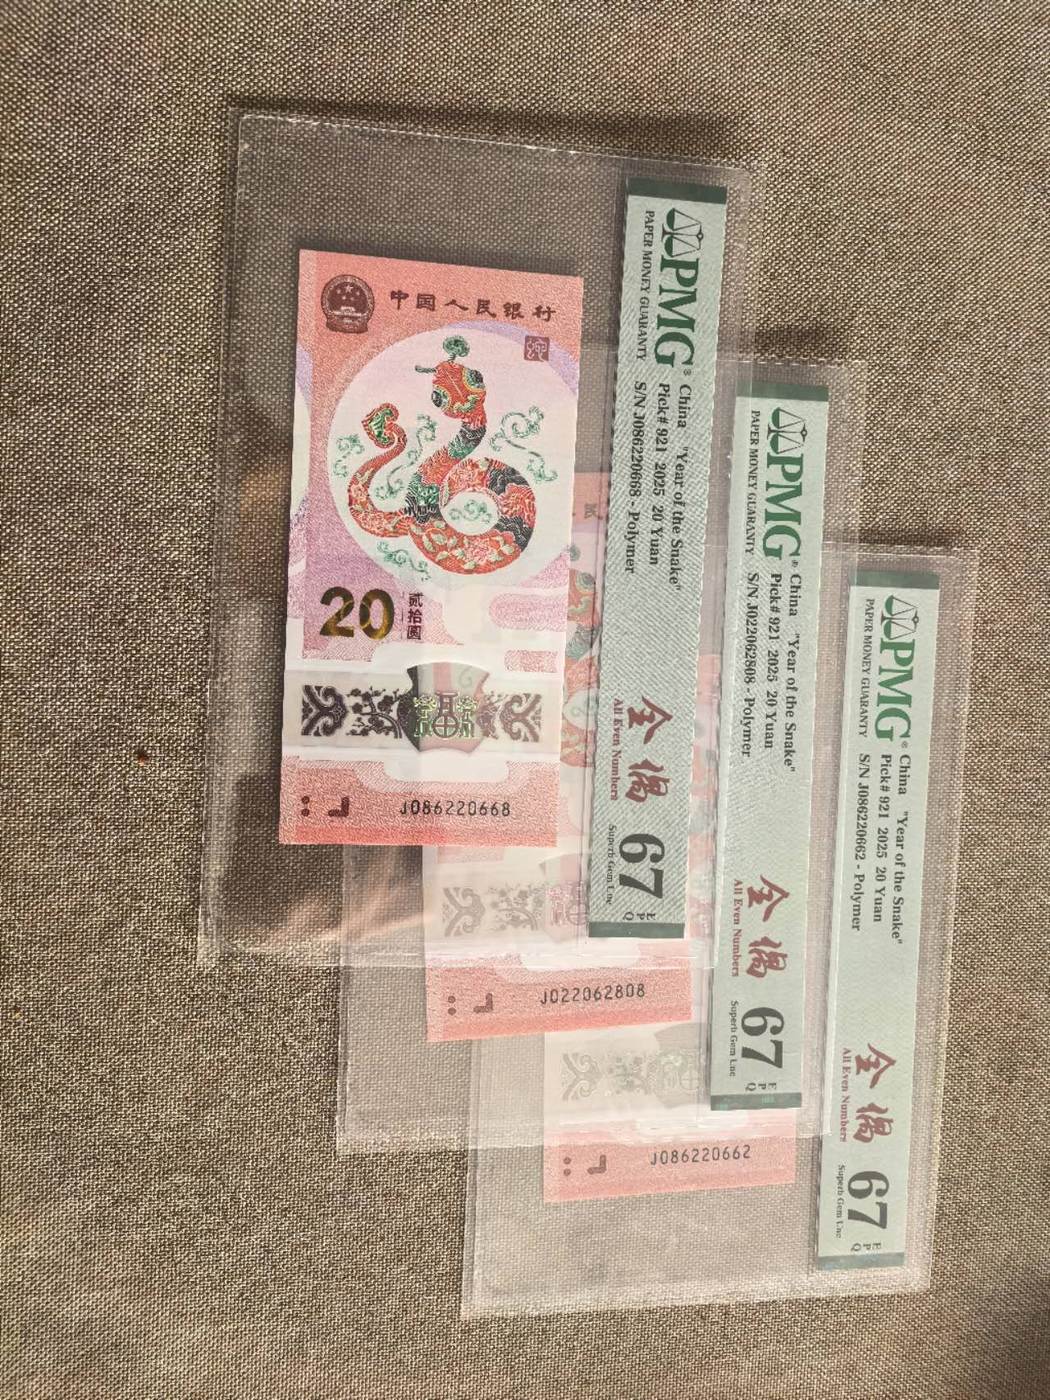 中国人民银行
20
贰拾圆
J086220668
PMG®
PAPER MONEY GUARANTY
China "Year of the Snake"
Pick# 921 2025 20 Yuan
S/N J086220668 - Polymer
全偶
All Even Numbers
67
EPQ
Superb Gem Unc
J022062808
PMG®
PAPER MONEY GUARANTY
China "Year of the Snake"
Pick# 921 2025 20 Yuan
S/N J022062808 - Polymer
全偶
All Even Numbers
67
EPQ
Superb Gem Unc
J086220662
PMG®
PAPER MONEY GUARANTY
China "Year of the Snake"
Pick# 921 2025 20 Yuan
S/N J086220662 - Polymer
全偶
All Even Numbers
67
EPQ
Superb Gem Unc